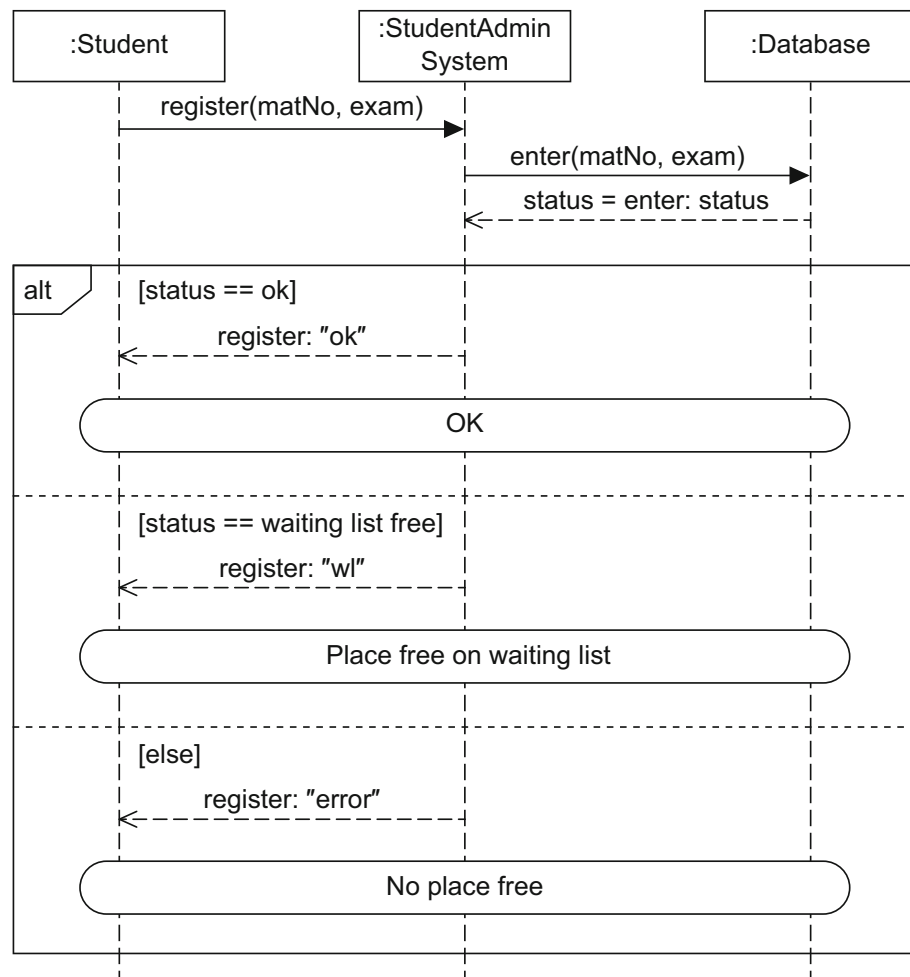 :Student
:StudentAdmin
System
:Database
register(matNo, exam)
enter(matNo, exam)
status = enter: status
alt
[status == ok]
register: ″ok″
OK
[status == waiting list free]
register: ″wl″
Place free on waiting list
[else]
register: ″error″
No place free